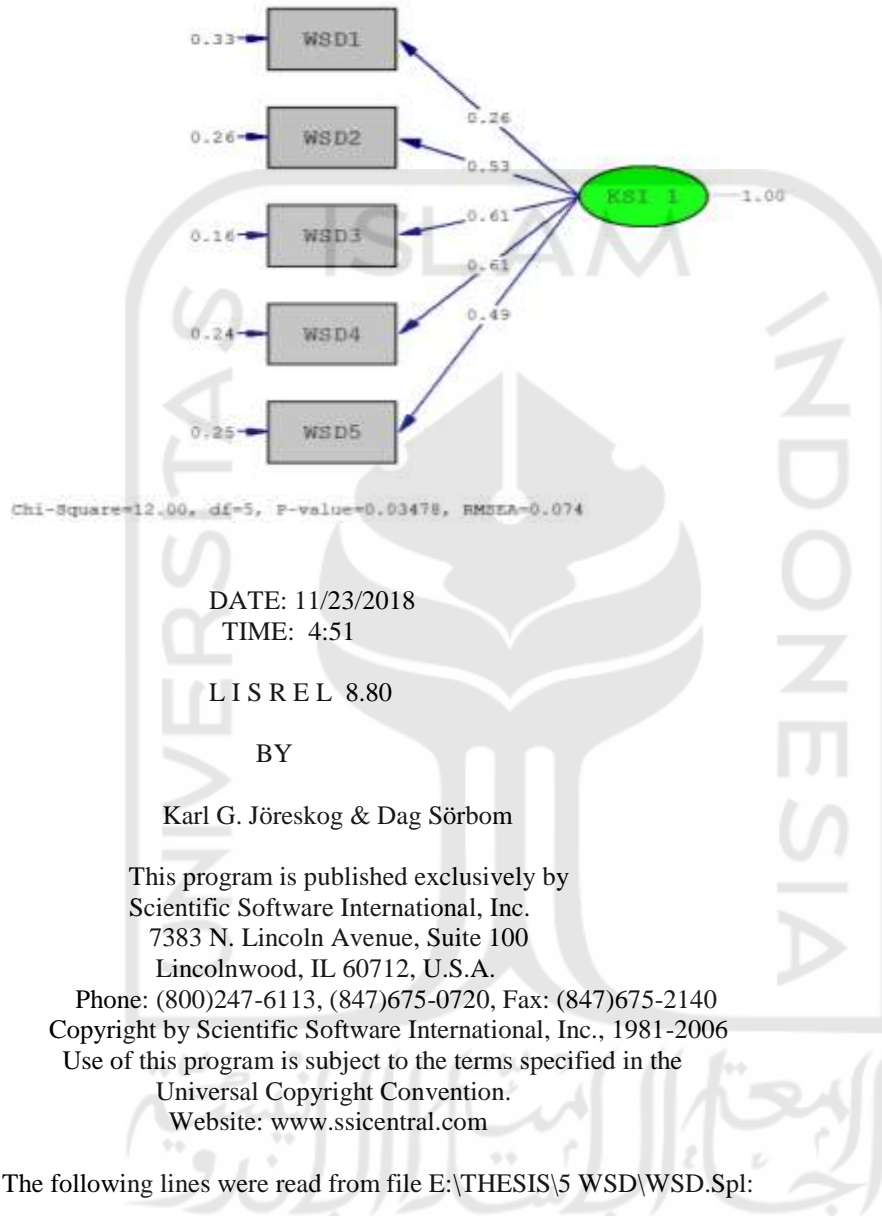 0.33 WSD1
0.26
0.26 WSD2
0.53
KSI 1 1.00
0.16 WSD3
0.61
0.61
0.24 WSD4
0.49
0.25 WSD5
Chi-Square=12.00, df=5, P-value=0.03478, RMSEA=0.074
DATE: 11/23/2018
TIME: 4:51
L I S R E L 8.80
BY
Karl G. Jöreskog & Dag Sörbom
This program is published exclusively by
Scientific Software International, Inc.
7383 N. Lincoln Avenue, Suite 100
Lincolnwood, IL 60712, U.S.A.
Phone: (800)247-6113, (847)675-0720, Fax: (847)675-2140
Copyright by Scientific Software International, Inc., 1981-2006
Use of this program is subject to the terms specified in the
Universal Copyright Convention.
Website: www.ssicentral.com
The following lines were read from file E:\THESIS\5 WSD\WSD.Spl:
ISLAM
UNIVERSITAS
INDONESIA